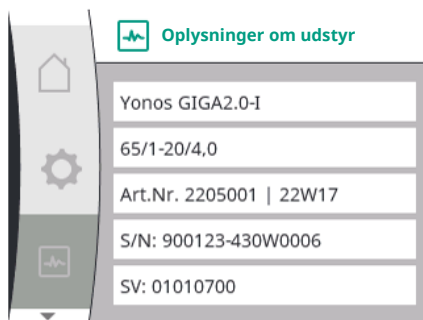 Oplysninger om udstyr
Yonos GIGA2.0-I
65/1-20/4,0
Art.Nr. 2205001 | 22W17
S/N: 900123-430W0006
SV: 01010700